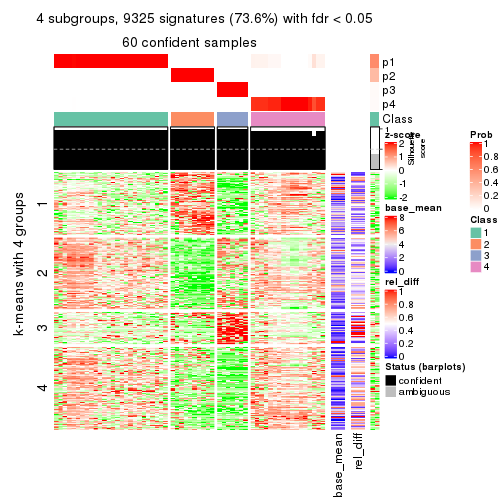 4 subgroups, 9325 signatures (73.6%) with fdr < 0.05
60 confident samples
p1
p2
p3
p4
Class
1
Silhouette
score
k-means with 4 groups
1
2
3
4
base_mean
rel_diff
z-score
2
1
0
-1
-2
base_mean
8
6
4
2
0
rel_diff
1
0.8
0.6
0.4
0.2
0
Status (barplots)
confident
ambiguous
Prob
1
0.8
0.6
0.4
0.2
0
Class
1
2
3
4